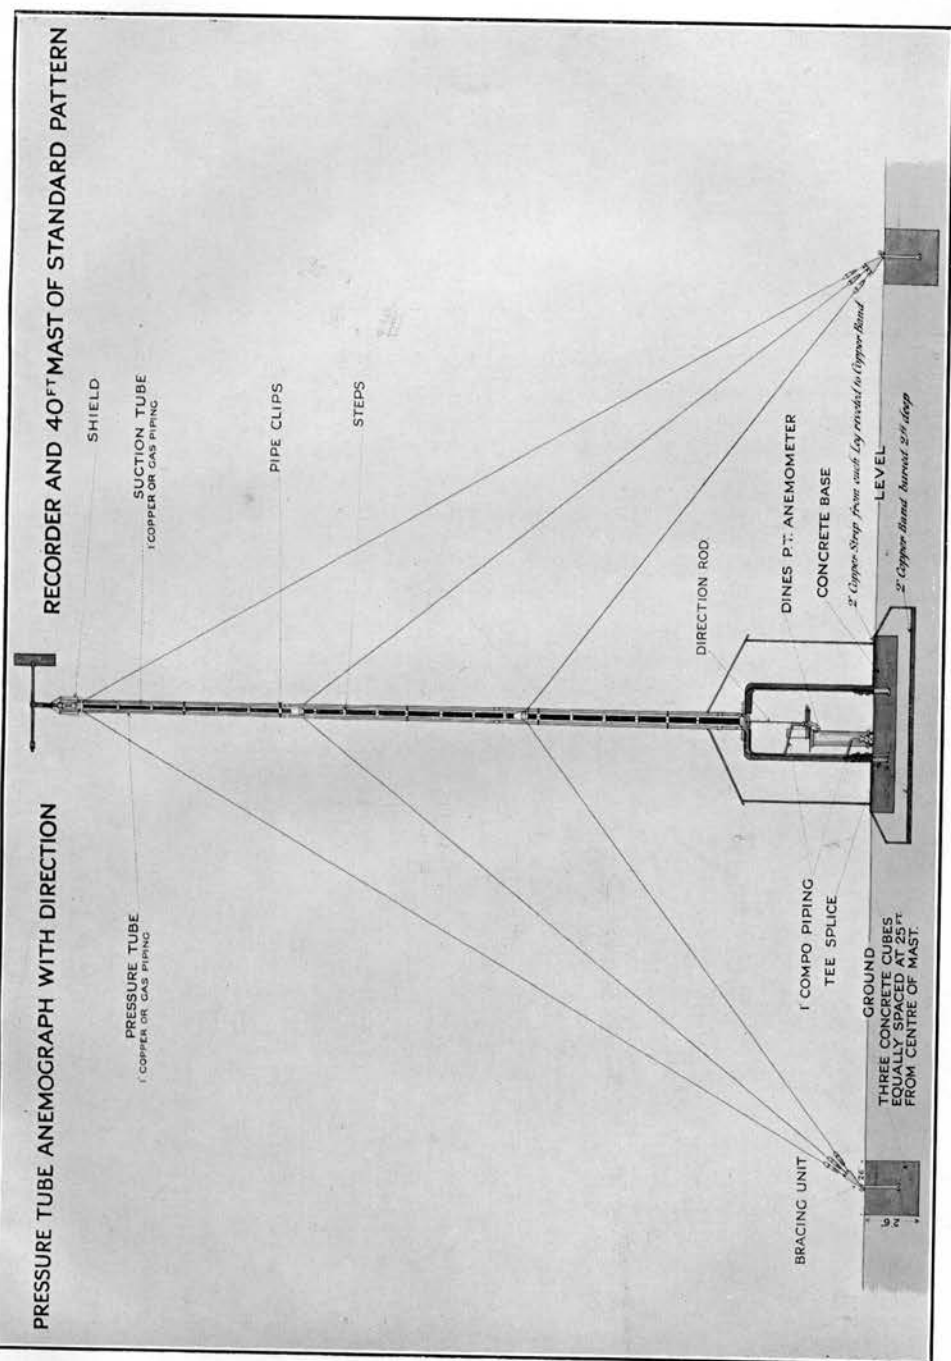 PRESSURE TUBE ANEMOGRAPH WITH DIRECTION RECORDER AND 40FT MAST OF STANDARD PATTERN
SHIELD
PRESSURE TUBE
1" COPPER OR GAS PIPING
SUCTION TUBE
1" COPPER OR GAS PIPING
PIPE CLIPS
STEPS
DIRECTION ROD
DINES P.T. ANEMOMETER
CONCRETE BASE
2" Copper Strip from each Leg riveted to Copper Band
BRACING UNIT
1" COMPO PIPING
TEE SPLICE
GROUND LEVEL
2" Copper Band buried 2ft deep
THREE CONCRETE CUBES
EQUALLY SPACED AT 25FT.
FROM CENTRE OF MAST.
2'6"
2'6"